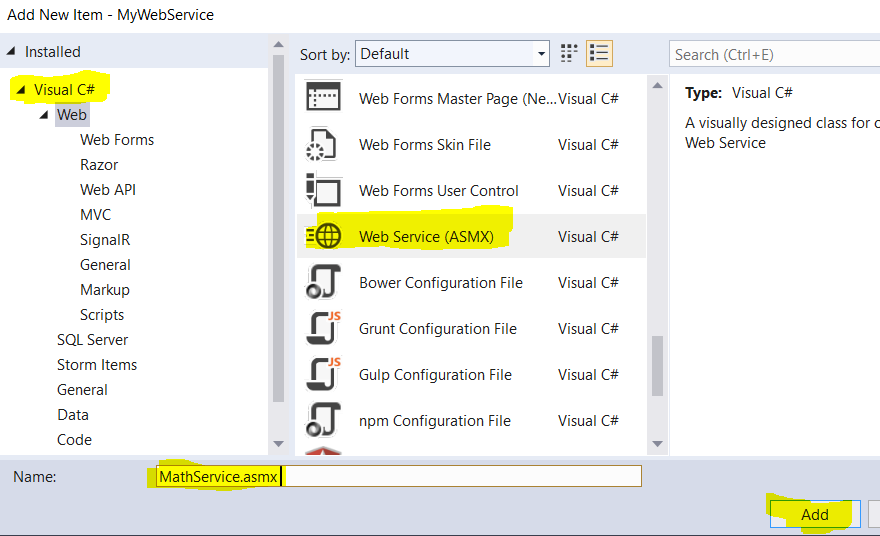 Add New Item - MyWebService
Installed
Sort by: Default
Search (Ctrl+E)
Visual C#
Web
Web Forms
Razor
Web API
MVC
SignalR
General
Markup
Scripts
SQL Server
Storm Items
General
Data
Code
Web Forms Master Page (Ne... Visual C#
Web Forms Skin File Visual C#
Web Forms User Control Visual C#
Web Service (ASMX) Visual C#
Bower Configuration File Visual C#
JS
Grunt Configuration File Visual C#
JS
Gulp Configuration File Visual C#
npm Configuration File Visual C#
Type: Visual C#
A visually designed class for
Web Service
Name: MathService.asmx
Add